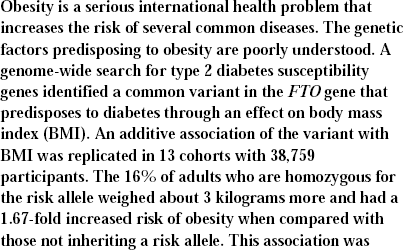 Obesity is a serious international health problem that
increases the risk of several common diseases. The genetic
factors predisposing to obesity are poorly understood. A
genome-wide search for type 2 diabetes susceptibility
genes identified a common variant in the FTO gene that
predisposes to diabetes through an effect on body mass
index (BMI). An additive association of the variant with
BMI was replicated in 13 cohorts with 38,759
participants. The 16% of adults who are homozygous for
the risk allele weighed about 3 kilograms more and had a
1.67-fold increased risk of obesity when compared with
those not inheriting a risk allele. This association was